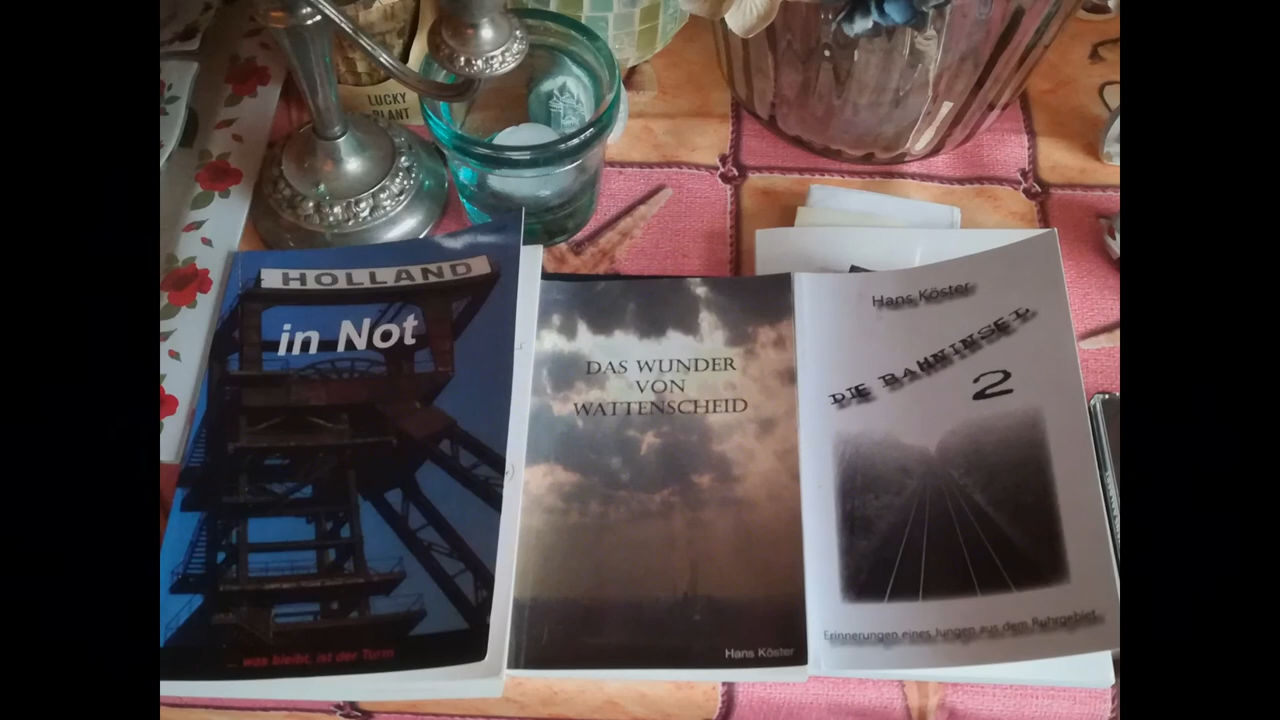 LUCKY
PLANT
HOLLAND
in Not
... was bleibt, ist der Turm
DAS WUNDER
VON
WATTENSCHEID
Hans Köster
Hans Köster
DIE BAHNINSEL
2
Erinnerungen eines Jungen aus dem Ruhrgebiet